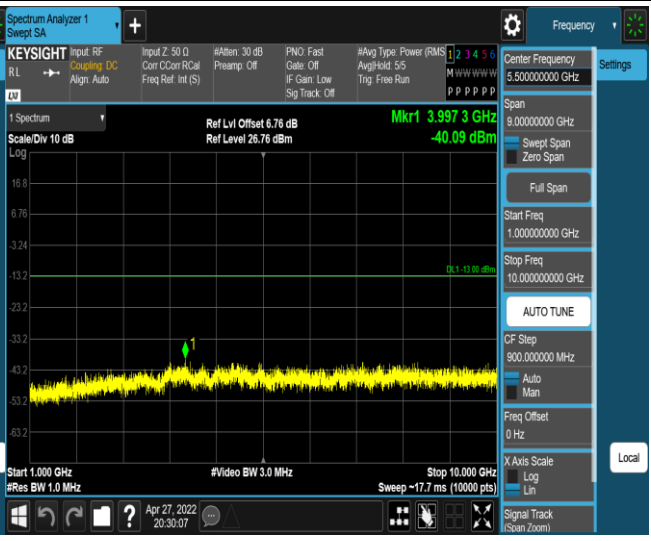 Spectrum Analyzer 1
Swept SA
+
Frequency
KEYSIGHT
RL
Input: RF
Coupling: DC
Align: Auto
Input Z: 50 Ω
Corr CCorr RCal
Freq Ref: Int (S)
#Atten: 30 dB
Preamp: Off
PNO: Fast
Gate: Off
IF Gain: Low
Sig Track: Off
#Avg Type: Power (RMS
Avg|Hold: 5/5
Trig: Free Run
1 2 3 4 5 6
M W W W W W
P P P P P P
LXI
1 Spectrum
Scale/Div 10 dB
Log
Ref Lvl Offset 6.76 dB
Ref Level 26.76 dBm
Mkr1 3.997 3 GHz
-40.09 dBm
16.8
6.76
-3.24
-13.2
-23.2
-33.2
-43.2
-53.2
-63.2
DL1 -13.00 dBm
1
Start 1.000 GHz
#Res BW 1.0 MHz
#Video BW 3.0 MHz
Stop 10.000 GHz
Sweep ~17.7 ms (10000 pts)
?
Apr 27, 2022
20:30:07
Center Frequency
5.500000000 GHz
Span
9.00000000 GHz
Swept Span
Zero Span
Full Span
Start Freq
1.000000000 GHz
Stop Freq
10.000000000 GHz
AUTO TUNE
CF Step
900.000000 MHz
Auto
Man
Freq Offset
0 Hz
X Axis Scale
Log
Lin
Signal Track
(Span Zoom)
Settings
Local